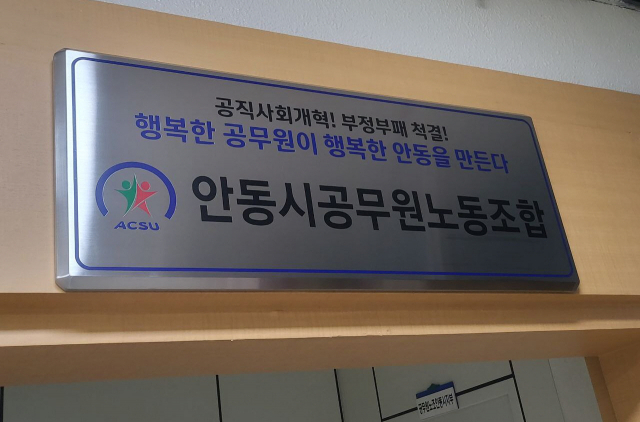 공직사회개혁! 부정부패 척결!
행복한 공무원이 행복한 안동을 만든다
안동시공무원노동조합
ACSU